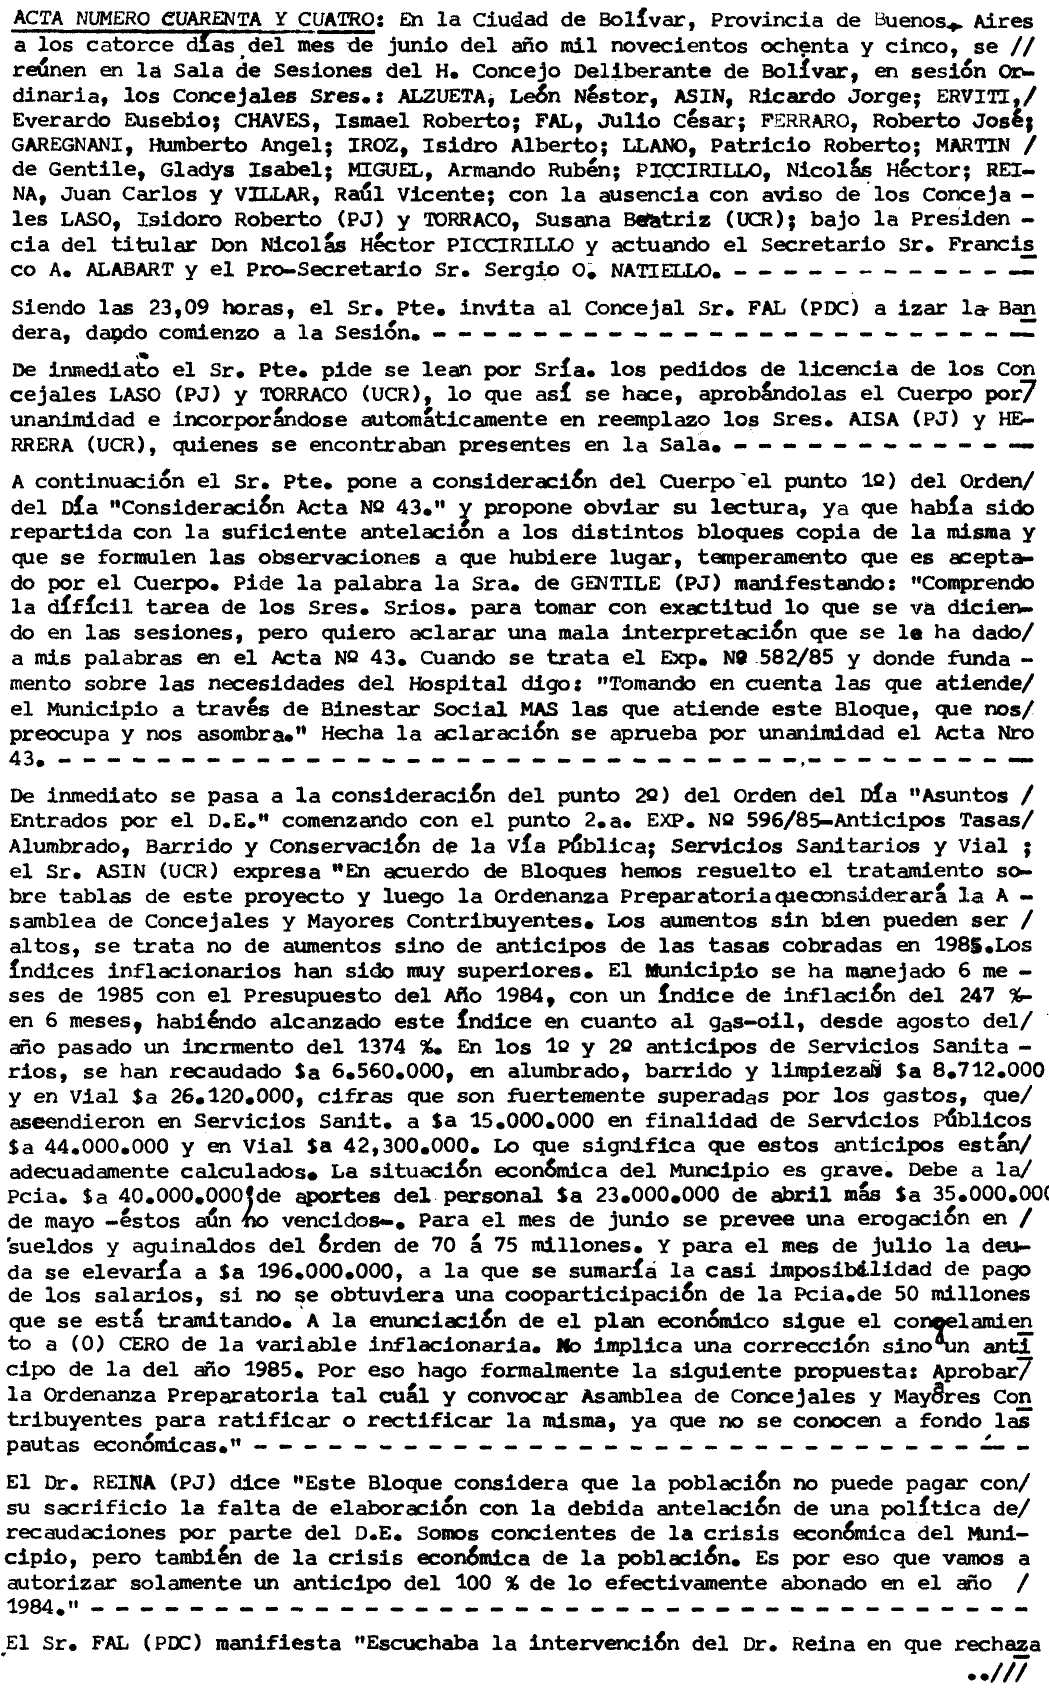 ACTA NUMERO CUARENTA Y CUATRO: En la Ciudad de Bolívar, Provincia de Buenos Aires
a los catorce días del mes de junio del año mil novecientos ochenta y cinco, se //
reúnen en la Sala de Sesiones del H. Concejo Deliberante de Bolívar, en sesión Or-
dinaria, los Concejales Sres.: ALZUETA, León Néstor, ASIN, Ricardo Jorge; ERVITI,/
Everardo Eusebio; CHAVES, Ismael Roberto; FAL, Julio César; FERRARO, Roberto José;
GAREGNANI, Humberto Angel; IROZ, Isidro Alberto; LLANO, Patricio Roberto; MARTIN /
de Gentile, Gladys Isabel; MIGUEL, Armando Rubén; PICCIRILLO, Nicolás Héctor; REI-
NA, Juan Carlos y VILLAR, Raúl Vicente; con la ausencia con aviso de los Conceja -
les LASO, Isidoro Roberto (PJ) y TORRACO, Susana Beatriz (UCR); bajo la Presiden -
cia del titular Don Nicolás Héctor PICCIRILLO y actuando el Secretario Sr. Francis
co A. ALABART y el Pro-Secretario Sr. Sergio O. NATIELLO. - - - - - - - - - - - - -
Siendo las 23,09 horas, el Sr. Pte. invita al Concejal Sr. FAL (PDC) a izar la Ban
dera, dando comienzo a la Sesión. - - - - - - - - - - - - - - - - - - - - - - - - -
De inmediato el Sr. Pte. pide se lean por Sría. los pedidos de licencia de los Con
cejales LASO (PJ) y TORRACO (UCR), lo que así se hace, aprobándolas el Cuerpo por/
unanimidad e incorporándose automáticamente en reemplazo los Sres. AISA (PJ) y HE-
RRERA (UCR), quienes se encontraban presentes en la Sala. - - - - - - - - - - - - -
A continuación el Sr. Pte. pone a consideración del Cuerpo el punto 1º) del Orden/
del Día "Consideración Acta Nº 43." y propone obviar su lectura, ya que había sido
repartida con la suficiente antelación a los distintos bloques copia de la misma y
que se formulen las observaciones a que hubiere lugar, temperamento que es acepta-
do por el Cuerpo. Pide la palabra la Sra. de GENTILE (PJ) manifestando: "Comprendo
la difícil tarea de los Sres. Srios. para tomar con exactitud lo que se va dicien-
do en las sesiones, pero quiero aclarar una mala interpretación que se le ha dado/
a mis palabras en el Acta Nº 43. Cuando se trata el Exp. Nº 582/85 y donde funda -
mento sobre las necesidades del Hospital digo: "Tomando en cuenta las que atiende/
el Municipio a través de Binestar Social MAS las que atiende este Bloque, que nos/
preocupa y nos asombra." Hecha la aclaración se aprueba por unanimidad el Acta Nro
43. - - - - - - - - - - - - - - - - - - - - - - - - - - - - - - - - - - - - - - - -
De inmediato se pasa a la consideración del punto 2º) del Orden del Día "Asuntos /
Entrados por el D.E." comenzando con el punto 2.a. EXP. Nº 596/85-Anticipos Tasas/
Alumbrado, Barrido y Conservación de la Vía Pública; Servicios Sanitarios y Vial ;
el Sr. ASIN (UCR) expresa "En acuerdo de Bloques hemos resuelto el tratamiento so-
bre tablas de este proyecto y luego la Ordenanza Preparatoria que considerará la A -
samblea de Concejales y Mayores Contribuyentes. Los aumentos sin bien pueden ser /
altos, se trata no de aumentos sino de anticipos de las tasas cobradas en 1985.Los
índices inflacionarios han sido muy superiores. El Municipio se ha manejado 6 me -
ses de 1985 con el Presupuesto del Año 1984, con un índice de inflación del 247 %-
en 6 meses, habiéndo alcanzado este índice en cuanto al gas-oil, desde agosto del/
año pasado un incrmento del 1374 %. En los 1º y 2º anticipos de Servicios Sanita -
rios, se han recaudado $a 6.560.000, en alumbrado, barrido y limpieza $a 8.712.000
y en Vial $a 26.120.000, cifras que son fuertemente superadas por los gastos, que/
aseendieron en Servicios Sanit. a $a 15.000.000 en finalidad de Servicios Públicos
$a 44.000.000 y en Vial $a 42,300.000. Lo que significa que estos anticipos están/
adecuadamente calculados. La situación económica del Muncipio es grave. Debe a la/
Pcia. $a 40.000.000 de aportes del personal $a 23.000.000 de abril más $a 35.000.000
de mayo -éstos aún no vencidos-. Para el mes de junio se prevee una erogación en /
sueldos y aguinaldos del órden de 70 á 75 millones. Y para el mes de julio la deu-
da se elevaría a $a 196.000.000, a la que se sumaría la casi imposibilidad de pago
de los salarios, si no se obtuviera una cooparticipación de la Pcia.de 50 millones
que se está tramitando. A la enunciación de el plan económico sigue el congelamien
to a (0) CERO de la variable inflacionaria. No implica una corrección sino un anti
cipo de la del año 1985. Por eso hago formalmente la siguiente propuesta: Aprobar/
la Ordenanza Preparatoria tal cuál y convocar Asamblea de Concejales y Mayores Con
tribuyentes para ratificar o rectificar la misma, ya que no se conocen a fondo las
pautas económicas." - - - - - - - - - - - - - - - - - - - - - - - - - - - - - - - -
El Dr. REINA (PJ) dice "Este Bloque considera que la población no puede pagar con/
su sacrificio la falta de elaboración con la debida antelación de una política de/
recaudaciones por parte del D.E. Somos concientes de la crisis económica del Muni-
cipio, pero también de la crisis económica de la población. Es por eso que vamos a
autorizar solamente un anticipo del 100 % de lo efectivamente abonado en el año /
1984." - - - - - - - - - - - - - - - - - - - - - - - - - - - - - - - - - - - - - -
El Sr. FAL (PDC) manifiesta "Escuchaba la intervención del Dr. Reina en que rechaza
..///